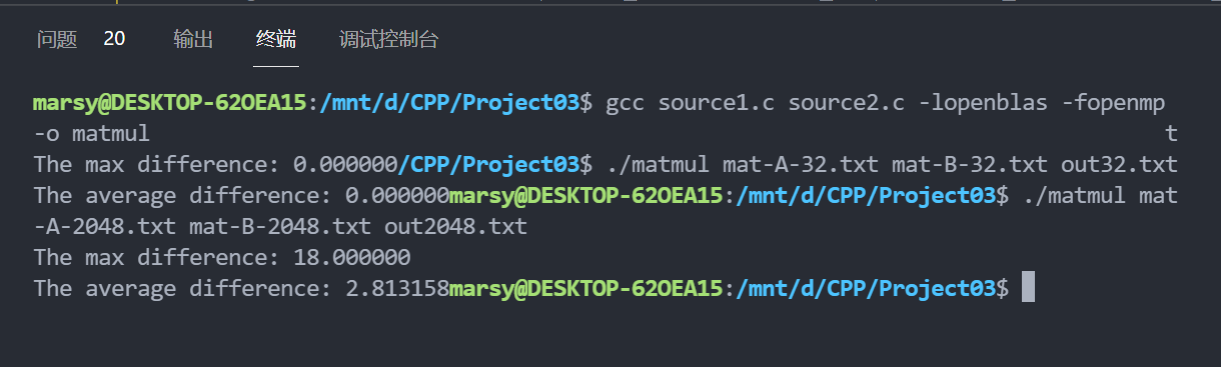 问题 20 输出 终端 调试控制台
marsy@DESKTOP-62OEA15:/mnt/d/CPP/Project03$ gcc source1.c source2.c -lopenblas -fopenmp
-o matmul t
The max difference: 0.000000/CPP/Project03$ ./matmul mat-A-32.txt mat-B-32.txt out32.txt
The average difference: 0.000000marsy@DESKTOP-62OEA15:/mnt/d/CPP/Project03$ ./matmul mat
-A-2048.txt mat-B-2048.txt out2048.txt
The max difference: 18.000000
The average difference: 2.813158marsy@DESKTOP-62OEA15:/mnt/d/CPP/Project03$